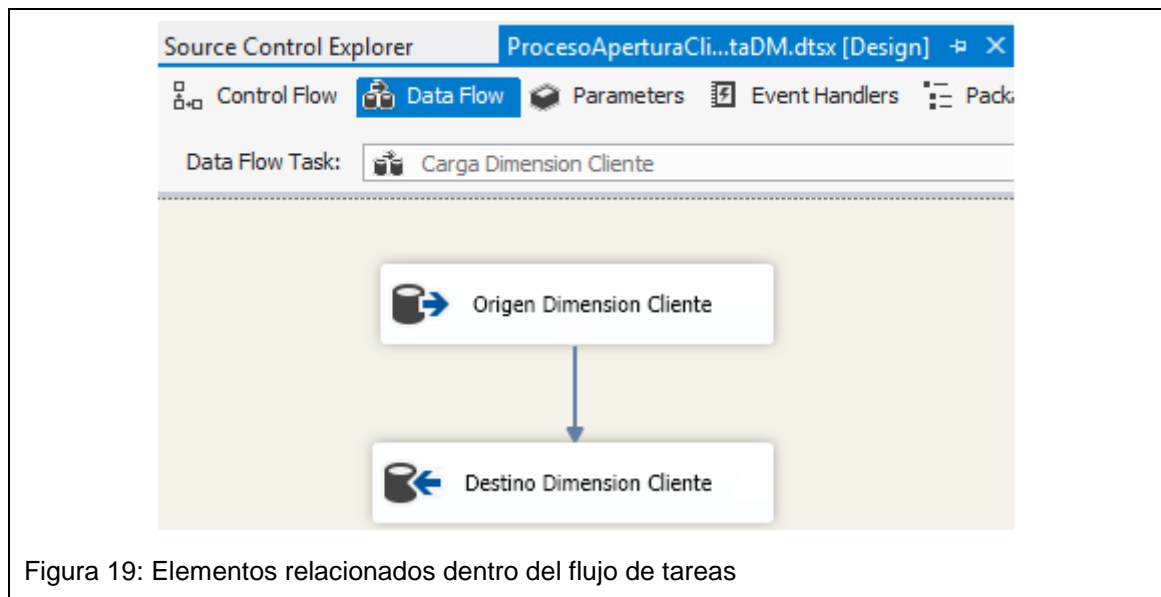 Source Control Explorer ProcesoAperturaCli...taDM.dtsx [Design]
Control Flow Data Flow Parameters Event Handlers
Data Flow Task: Carga Dimension Cliente
Origen Dimension Cliente
Destino Dimension Cliente
Figura 19: Elementos relacionados dentro del flujo de tareas